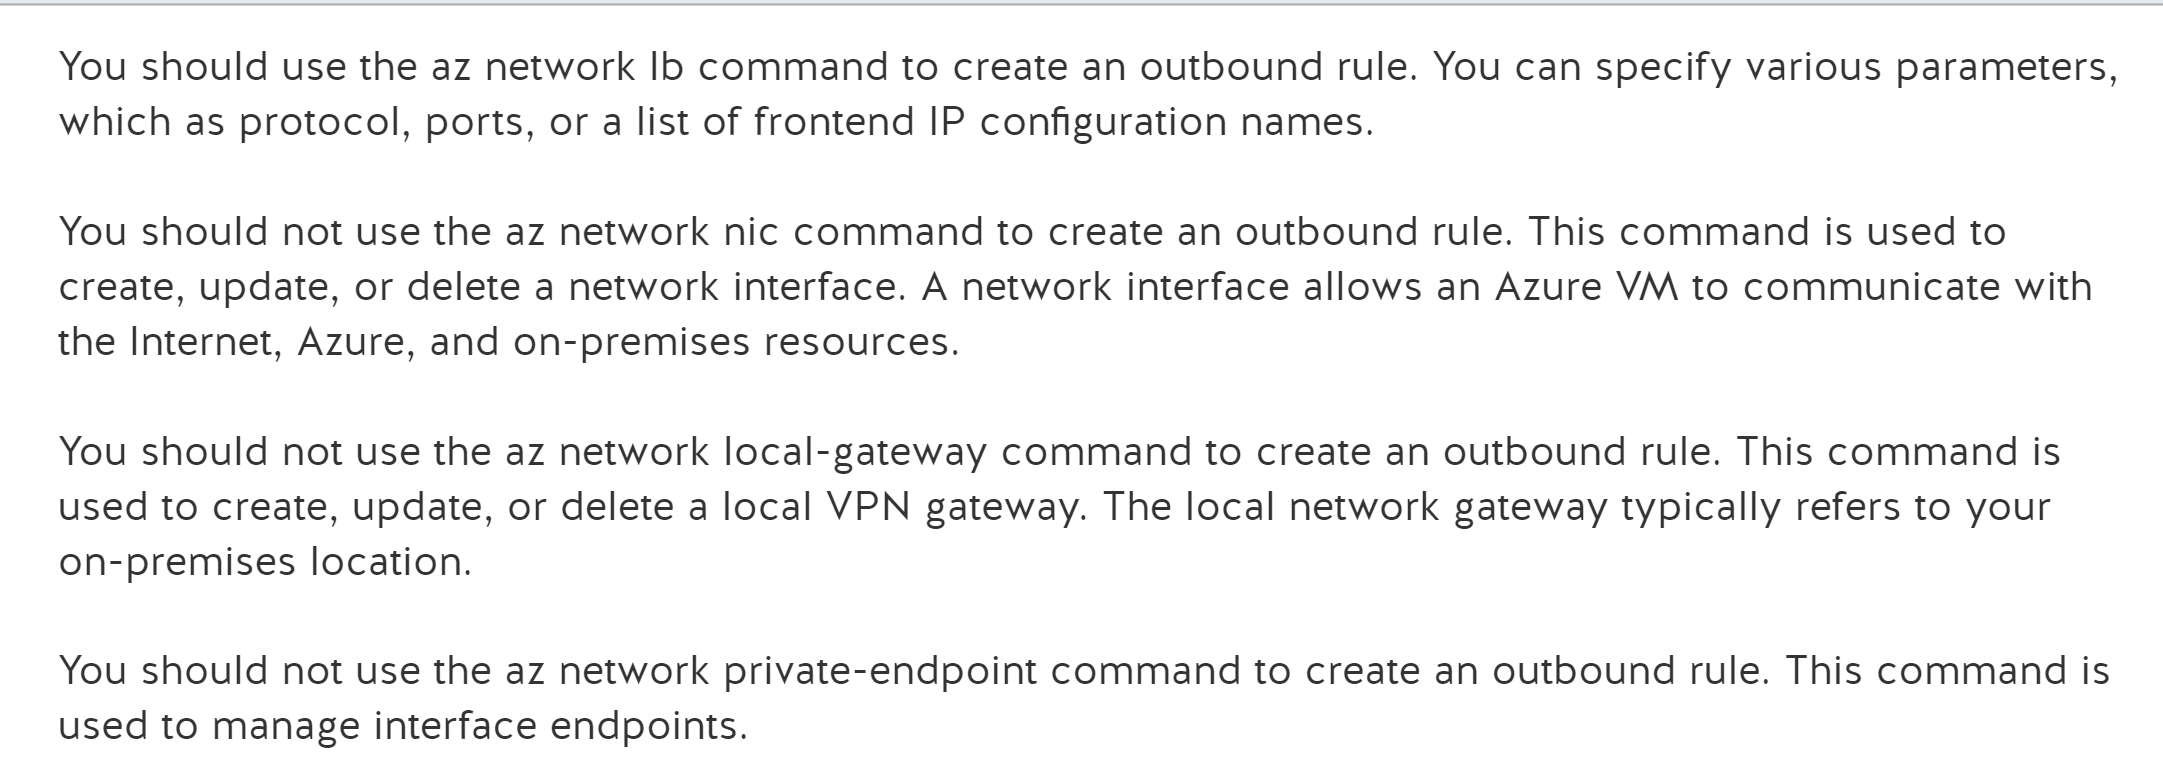 You should use the az network lb command to create an outbound rule. You can specify various parameters,
which as protocol, ports, or a list of frontend IP configuration names.
You should not use the az network nic command to create an outbound rule. This command is used to
create, update, or delete a network interface. A network interface allows an Azure VM to communicate with
the Internet, Azure, and on-premises resources.
You should not use the az network local-gateway command to create an outbound rule. This command is
used to create, update, or delete a local VPN gateway. The local network gateway typically refers to your
on-premises location.
You should not use the az network private-endpoint command to create an outbound rule. This command is
used to manage interface endpoints.